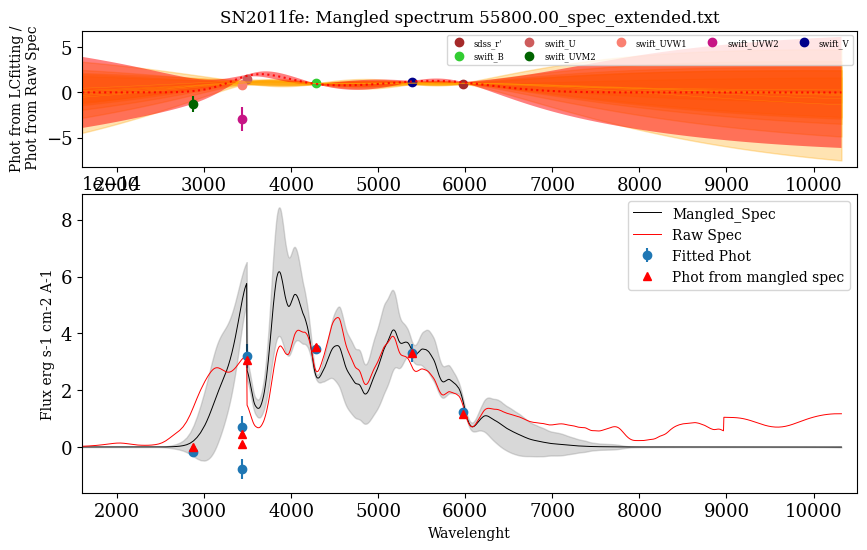 SN2011fe: Mangled spectrum 55800.00_spec_extended.txt
Phot from LCfitting /
Phot from Raw Spec
5
0
−5
sdss_r'
swift_B
swift_U
swift_UVM2
swift_UVW1
swift_UVW2
swift_V
2000 3000 4000 5000 6000 7000 8000 9000 10000
Flux erg s-1 cm-2 A-1
8
6
4
2
0
Mangled_Spec
Raw Spec
Fitted Phot
Phot from mangled spec
2000 3000 4000 5000 6000 7000 8000 9000 10000
Wavelenght